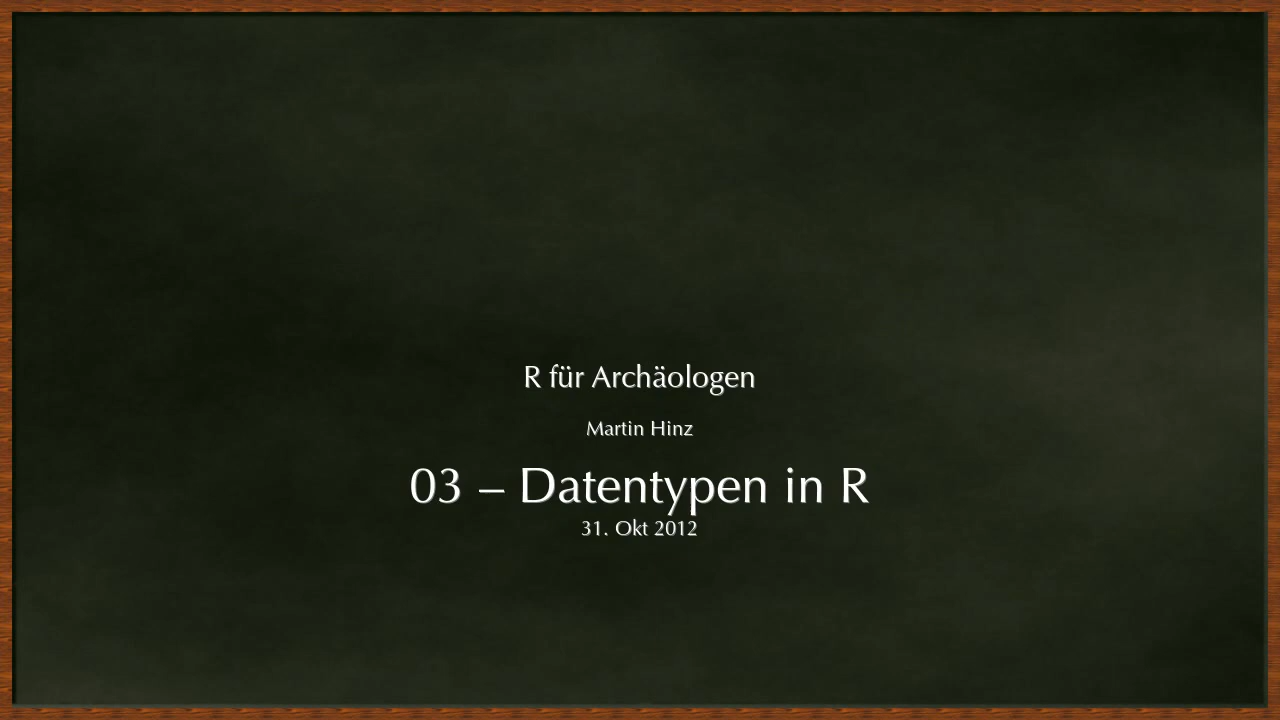 R für Archäologen
Martin Hinz
03 – Datentypen in R
31. Okt 2012